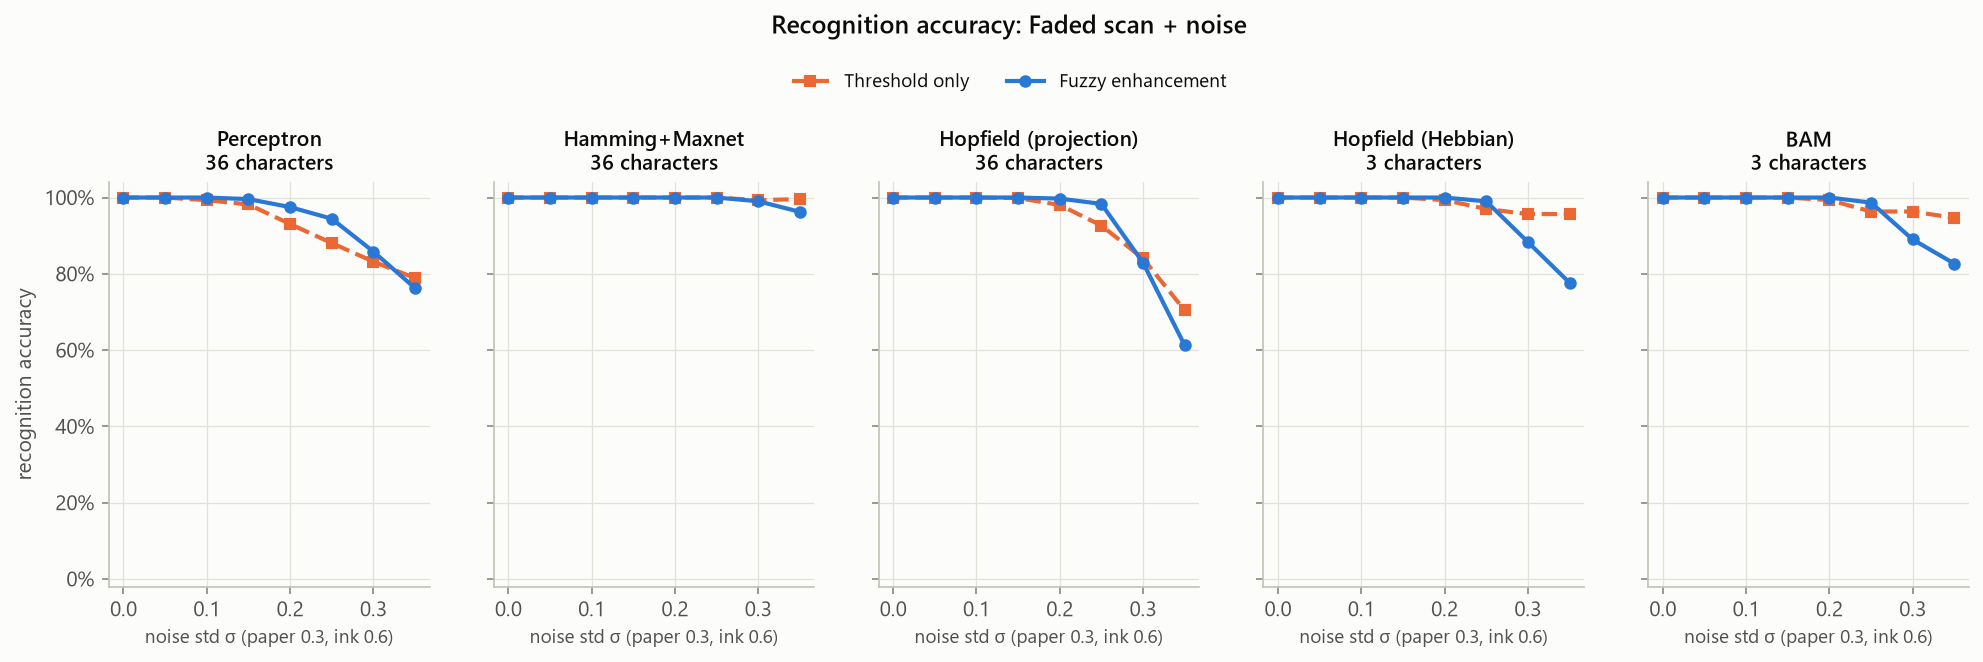 Recognition accuracy: Faded scan + noise
Threshold only
Fuzzy enhancement
Perceptron
36 characters
Hamming+Maxnet
36 characters
Hopfield (projection)
36 characters
Hopfield (Hebbian)
3 characters
BAM
3 characters
recognition accuracy
100%
80%
60%
40%
20%
0%
0.0 0.1 0.2 0.3
0.0 0.1 0.2 0.3
0.0 0.1 0.2 0.3
0.0 0.1 0.2 0.3
0.0 0.1 0.2 0.3
noise std σ (paper 0.3, ink 0.6)
noise std σ (paper 0.3, ink 0.6)
noise std σ (paper 0.3, ink 0.6)
noise std σ (paper 0.3, ink 0.6)
noise std σ (paper 0.3, ink 0.6)